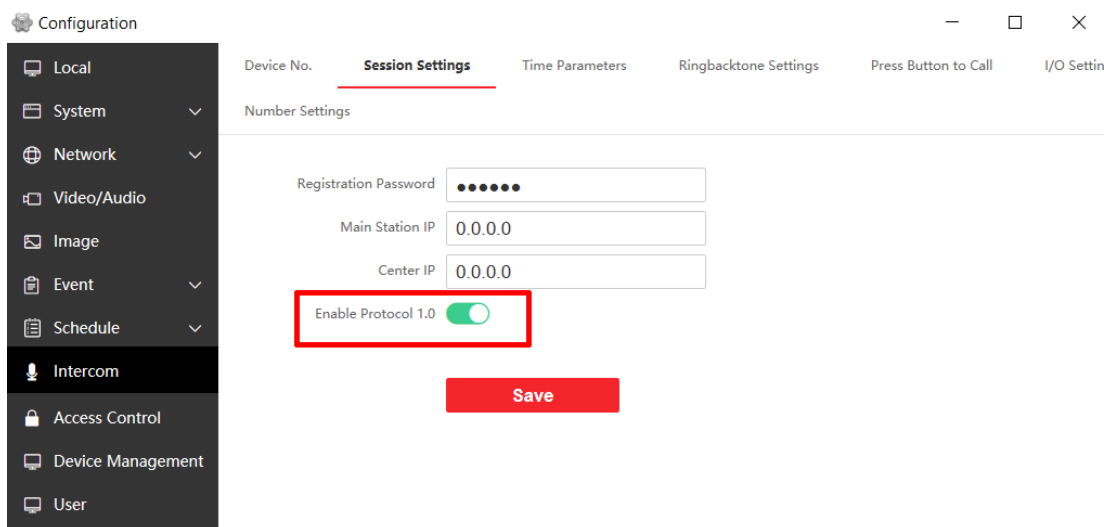 Configuration
Local
System
Network
Video/Audio
Image
Event
Schedule
Intercom
Access Control
Device Management
User
Device No. Session Settings Time Parameters Ringbacktone Settings Press Button to Call I/O Settin
Number Settings
Registration Password ●●●●●●
Main Station IP 0.0.0.0
Center IP 0.0.0.0
Enable Protocol 1.0
Save